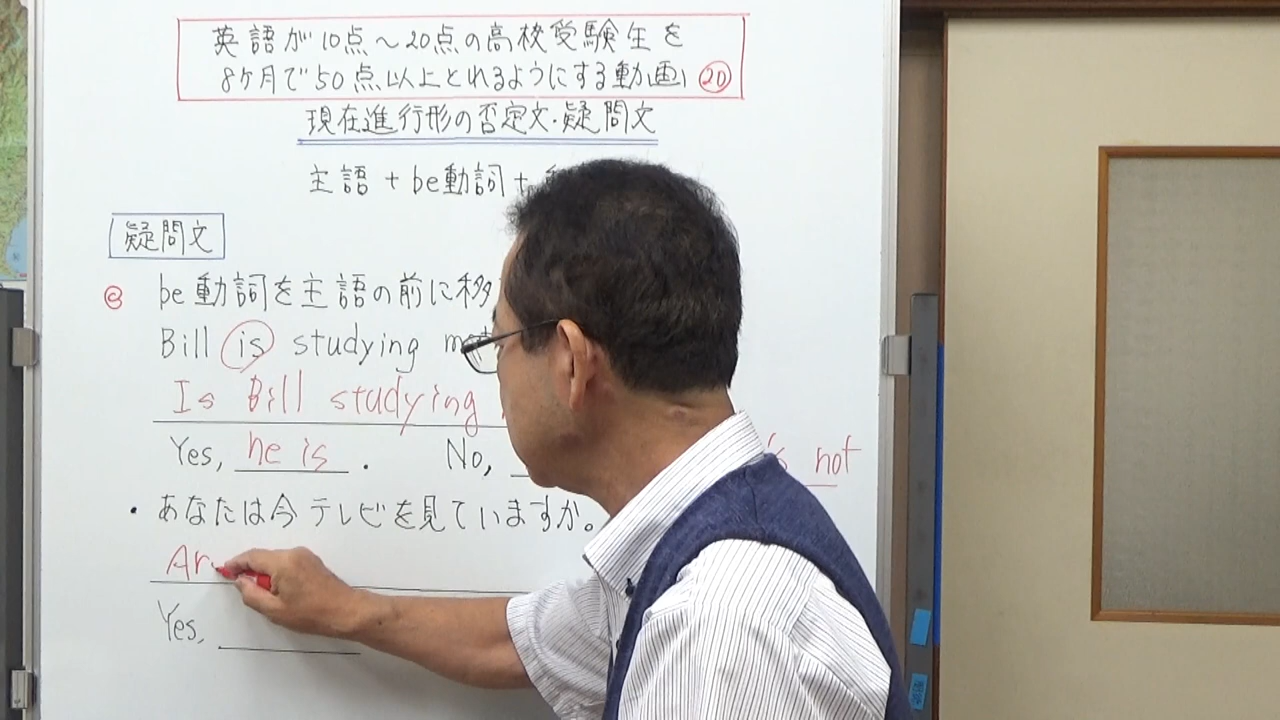 英語が10点～20点の高校受験生を
8ヶ月で50点以上とれるようにする動画 20
現在進行形の否定文・疑問文
主語 + be動詞 +
疑問文
◎ be動詞を主語の前に移
Bill is studying
Is Bill studying
Yes, he is. No, not
・あなたは今テレビを見ていますか。
Ar
Yes,